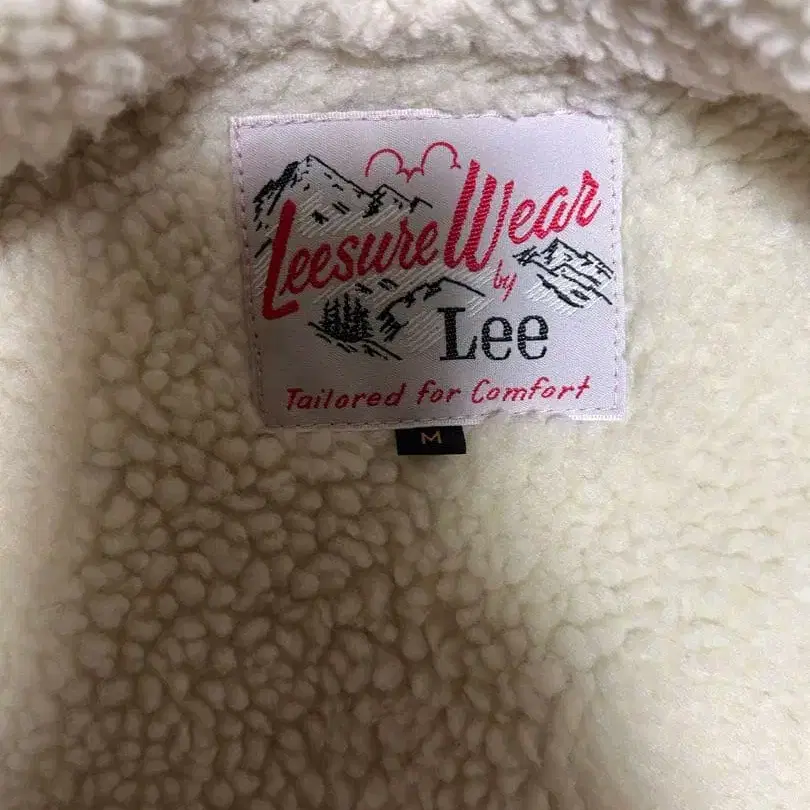 Leesure Wear
by
Lee
Tailored for Comfort
M